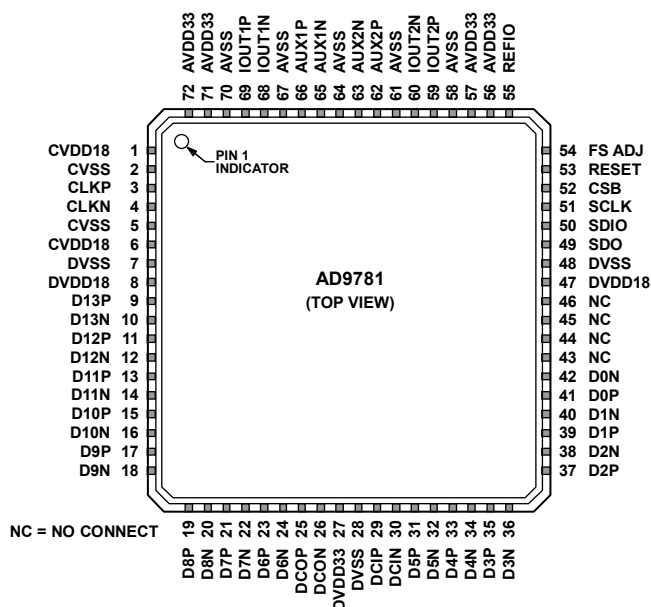 72 AVDD33
71 AVDD33
70 AVSS
69 IOUT1P
68 IOUT1N
67 AVSS
66 AUX1P
65 AUX1N
64 AVSS
63 AUX2N
62 AUX2P
61 AVSS
60 IOUT2N
59 IOUT2P
58 AVSS
57 AVDD33
56 AVDD33
55 REFIO
PIN 1
INDICATOR
CVDD18 1
CVSS 2
CLKP 3
CLKN 4
CVSS 5
CVDD18 6
DVSS 7
DVDD18 8
D13P 9
D13N 10
D12P 11
D12N 12
D11P 13
D11N 14
D10P 15
D10N 16
D9P 17
D9N 18
AD9781
(TOP VIEW)
54 FS ADJ
53 RESET
52 CSB
51 SCLK
50 SDIO
49 SDO
48 DVSS
47 DVDD18
46 NC
45 NC
44 NC
43 NC
42 D0N
41 D0P
40 D1N
39 D1P
38 D2N
37 D2P
NC = NO CONNECT
D8P 19
D8N 20
D7P 21
D7N 22
D6P 23
D6N 24
DCOP 25
DCON 26
DVDD33 27
DVSS 28
DCIP 29
DCIN 30
D5P 31
D5N 32
D4P 33
D4N 34
D3P 35
D3N 36